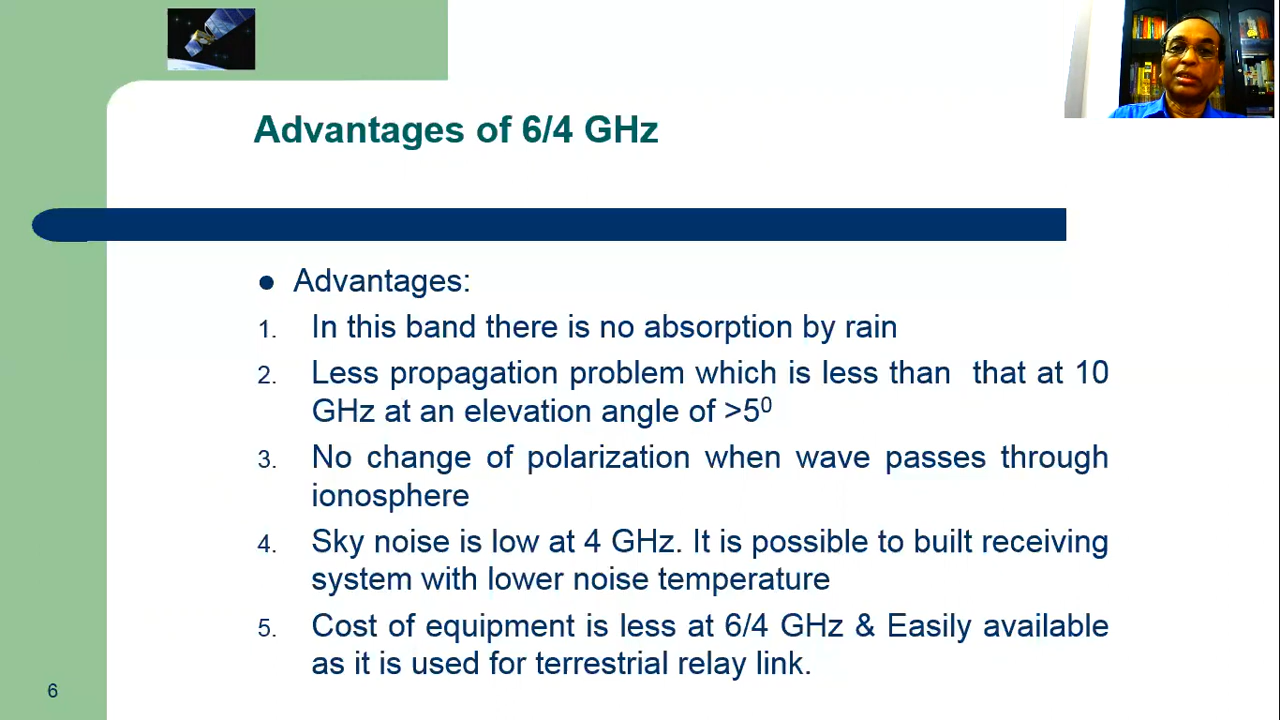 Advantages of 6/4 GHz
● Advantages:
1. In this band there is no absorption by rain
2. Less propagation problem which is less than that at 10
GHz at an elevation angle of >5⁰
3. No change of polarization when wave passes through
ionosphere
4. Sky noise is low at 4 GHz. It is possible to built receiving
system with lower noise temperature
5. Cost of equipment is less at 6/4 GHz & Easily available
as it is used for terrestrial relay link.
6